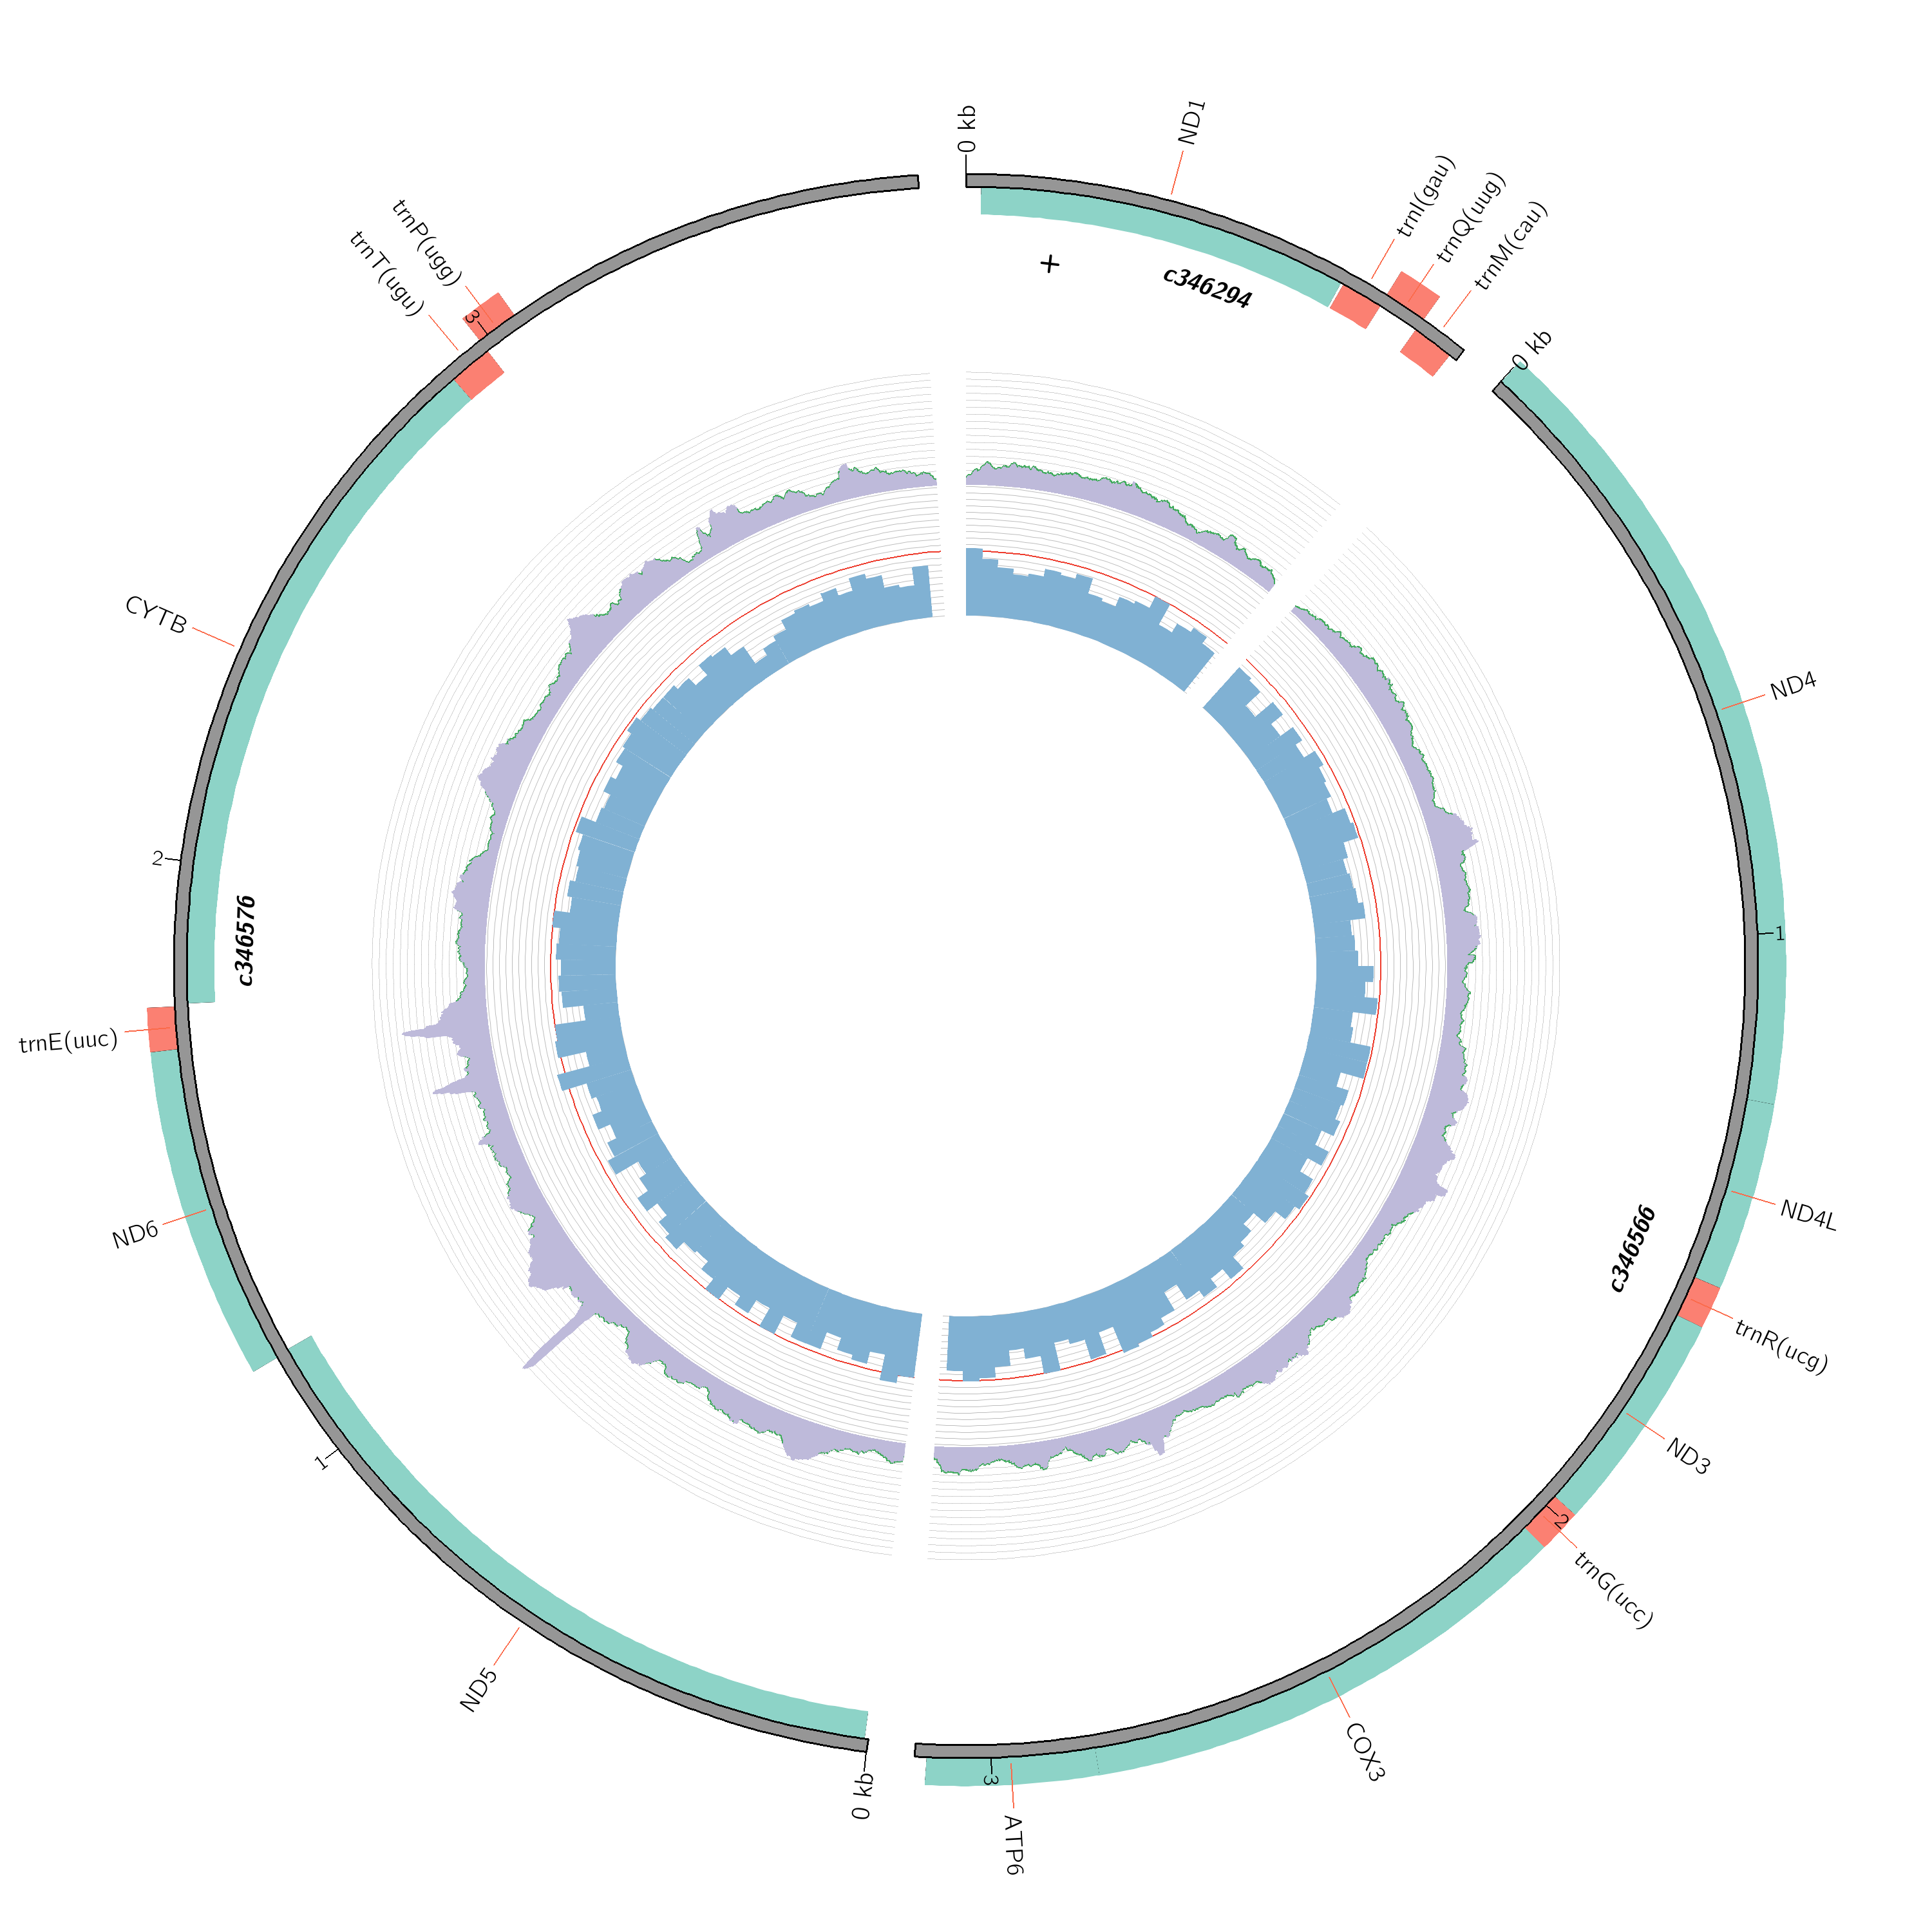 0 kb
ND1
trnI(gau)
trnQ(uug)
trnM(cau)
+
c346294
0 kb
ND4
1
ND4L
c346566
trnR(ucg)
ND3
2
trnG(ucc)
COX3
3
ATP6
0 kb
ND5
1
ND6
trnE(uuc)
c346576
2
CYTB
trnT(ugu)
trnP(ugg)
3